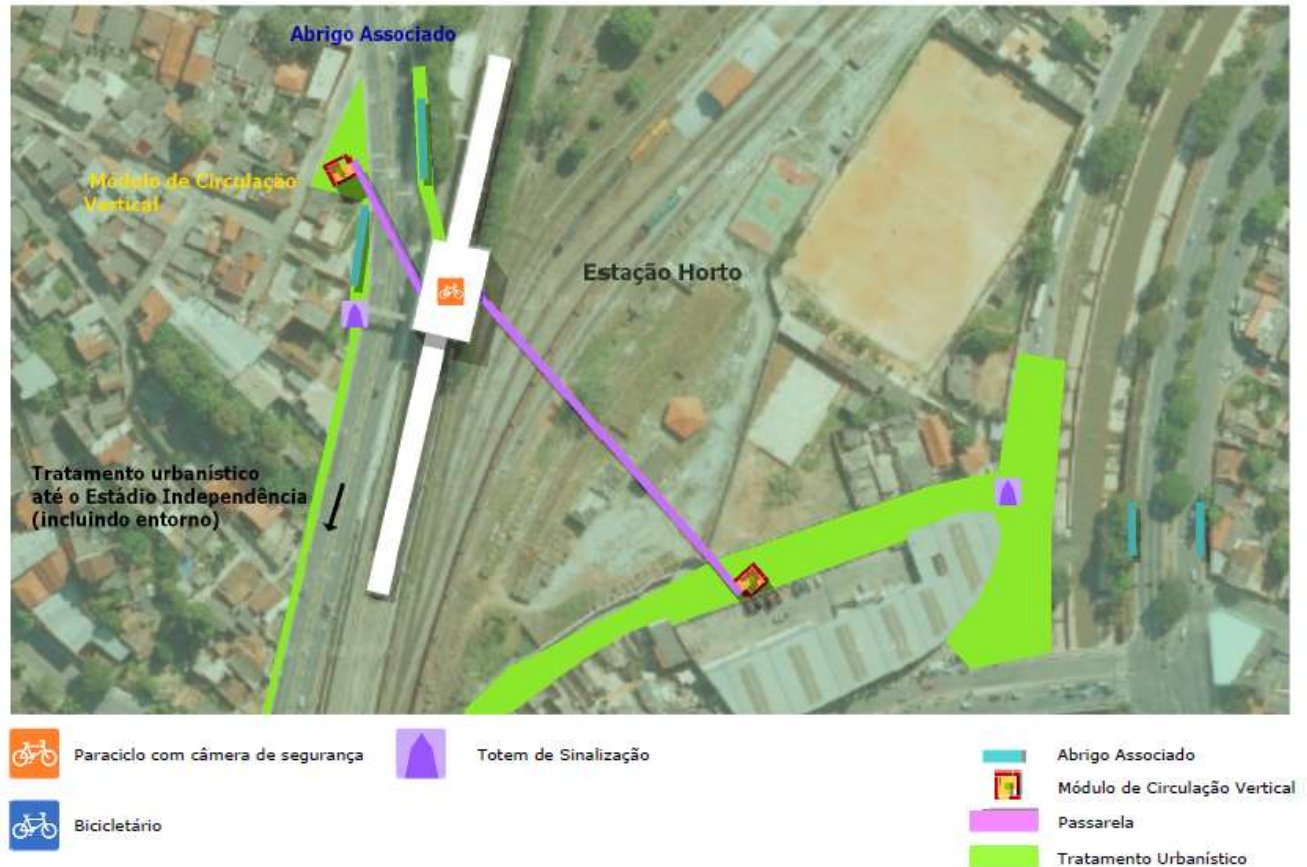 Abrigo Associado
Módulo de Circulação
Vertical
Estação Horto
Tratamento urbanístico
até o Estádio Independência
(incluindo entorno)
Paraciclo com câmera de segurança
Totem de Sinalização
Bicicletário
Abrigo Associado
Módulo de Circulação Vertical
Passarela
Tratamento Urbanístico